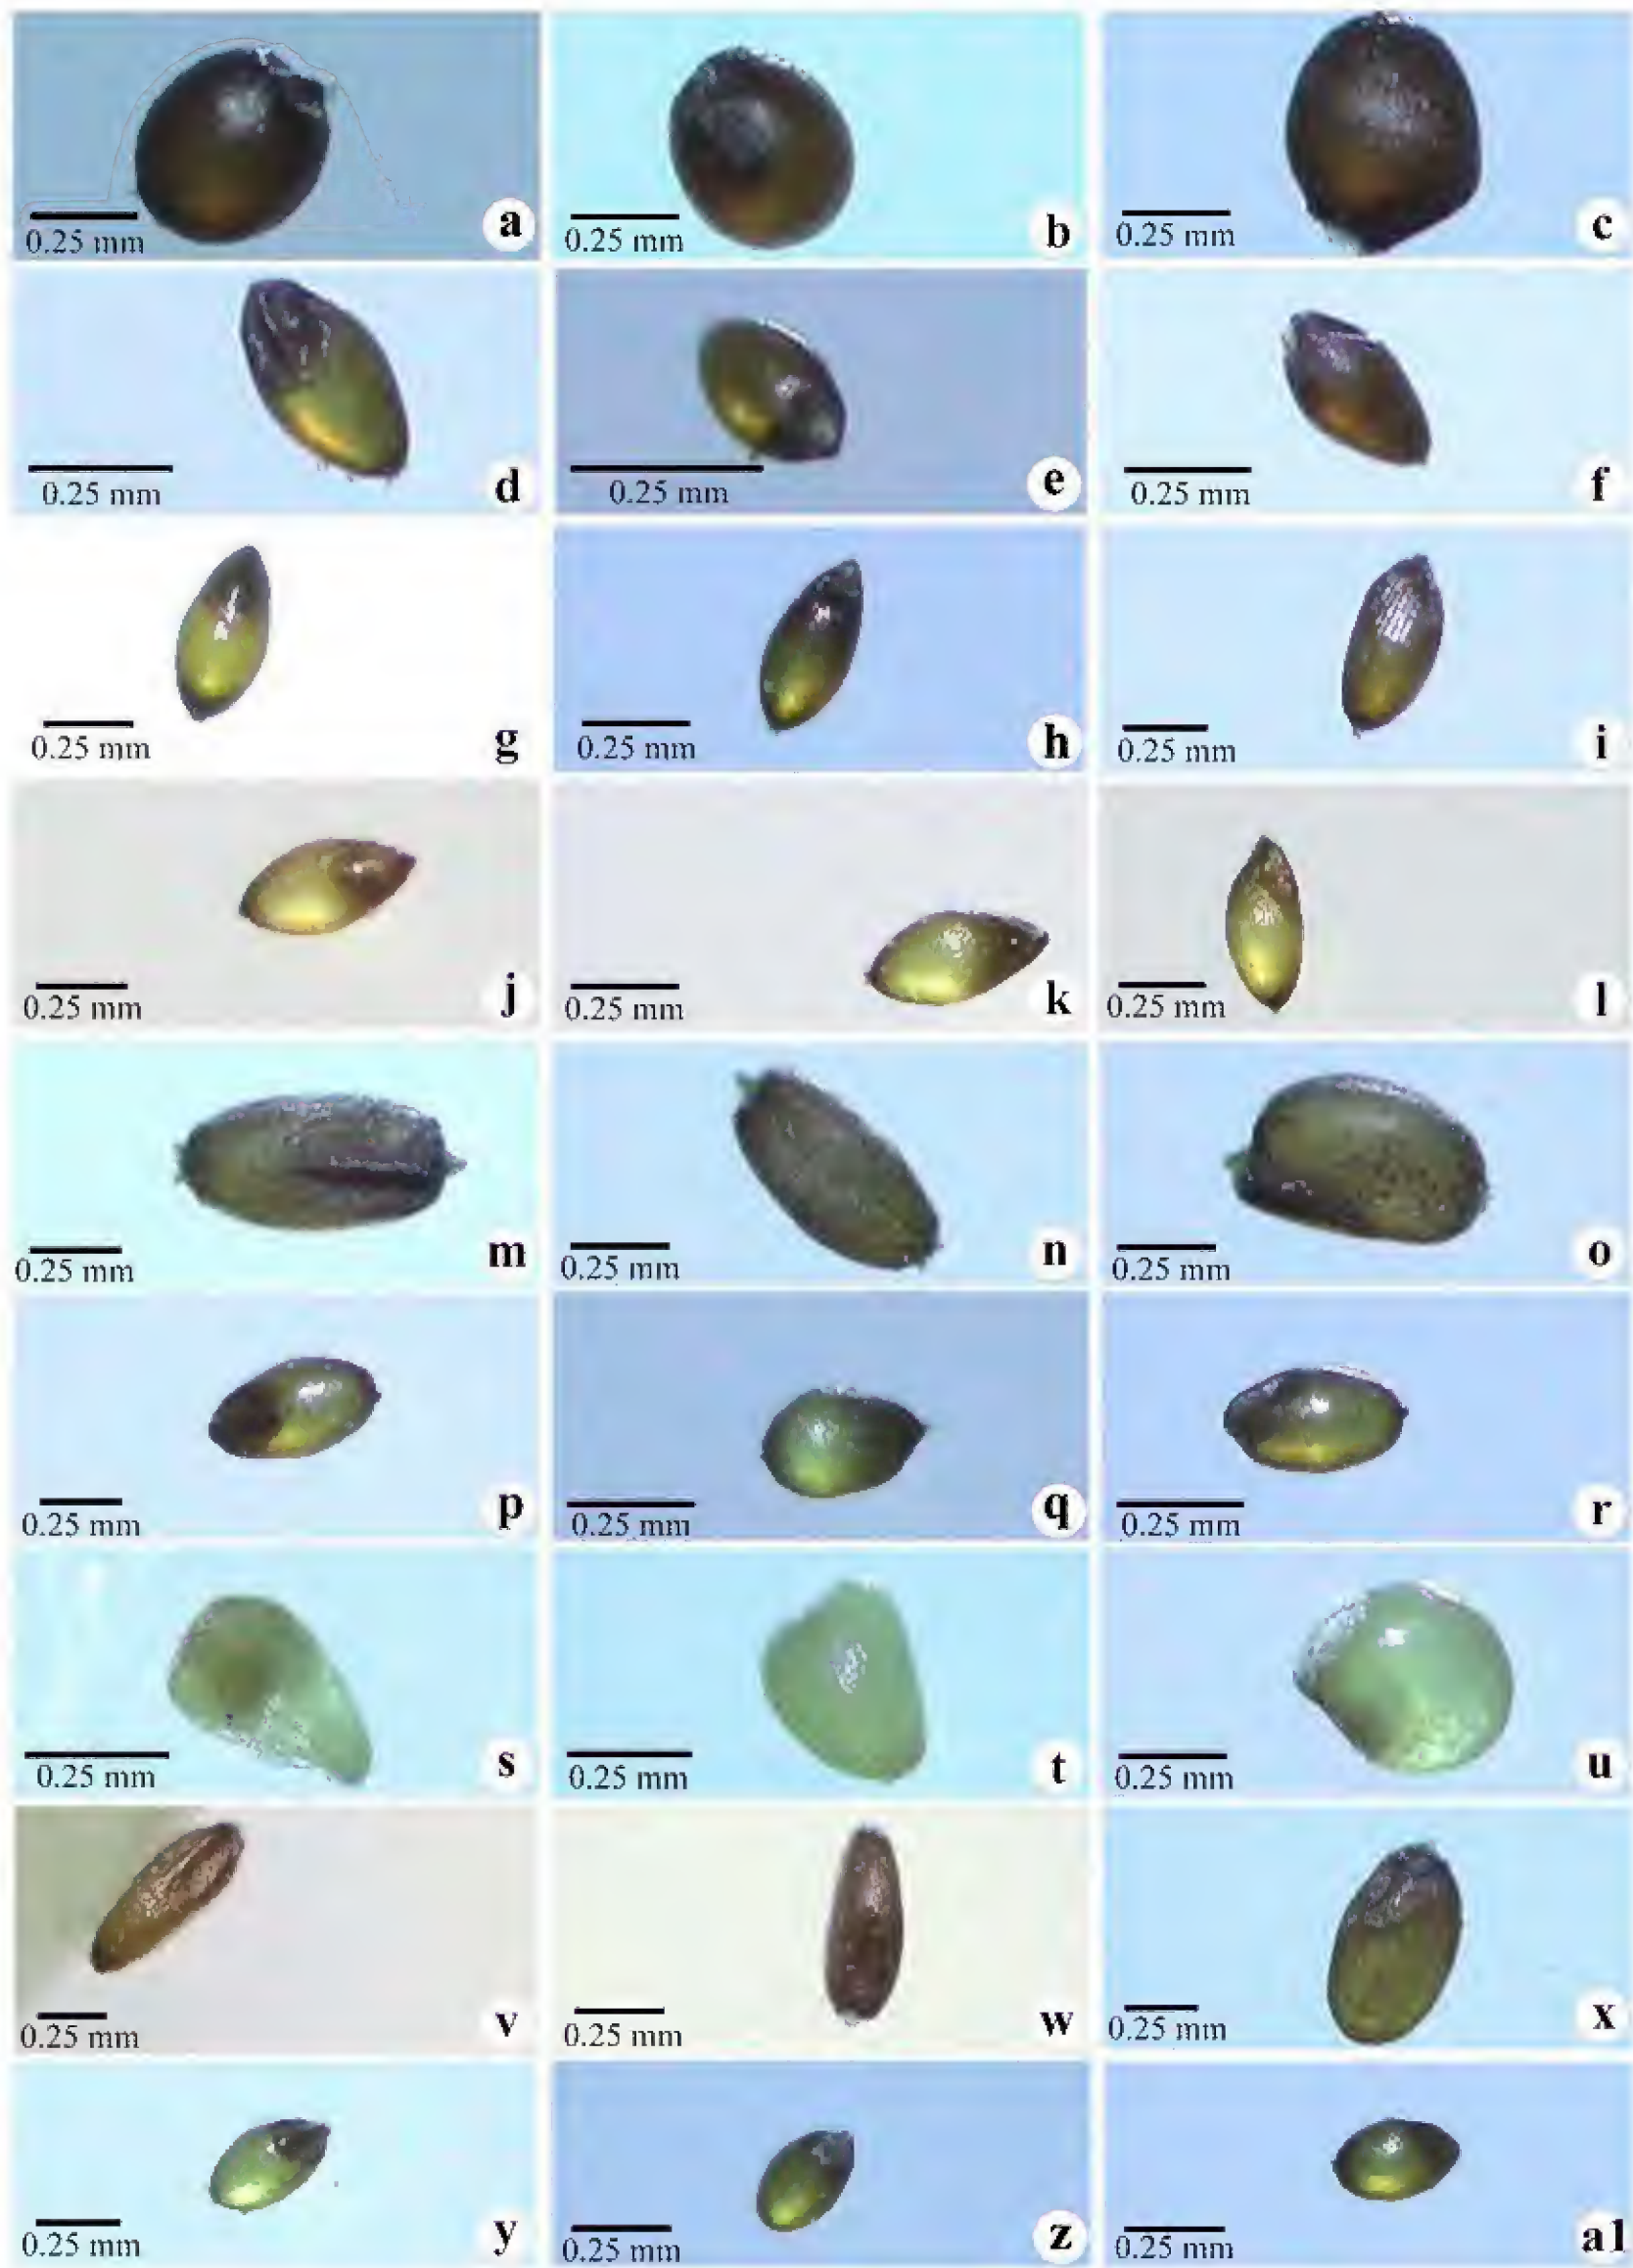 0.25 mm a
0.25 mm b
0.25 mm c
0.25 mm d
0.25 mm e
0.25 mm f
0.25 mm g
0.25 mm h
0.25 mm i
0.25 mm j
0.25 mm k
0.25 mm l
0.25 mm m
0.25 mm n
0.25 mm o
0.25 mm p
0.25 mm q
0.25 mm r
0.25 mm s
0.25 mm t
0.25 mm u
0.25 mm v
0.25 mm w
0.25 mm x
0.25 mm y
0.25 mm z
0.25 mm a1